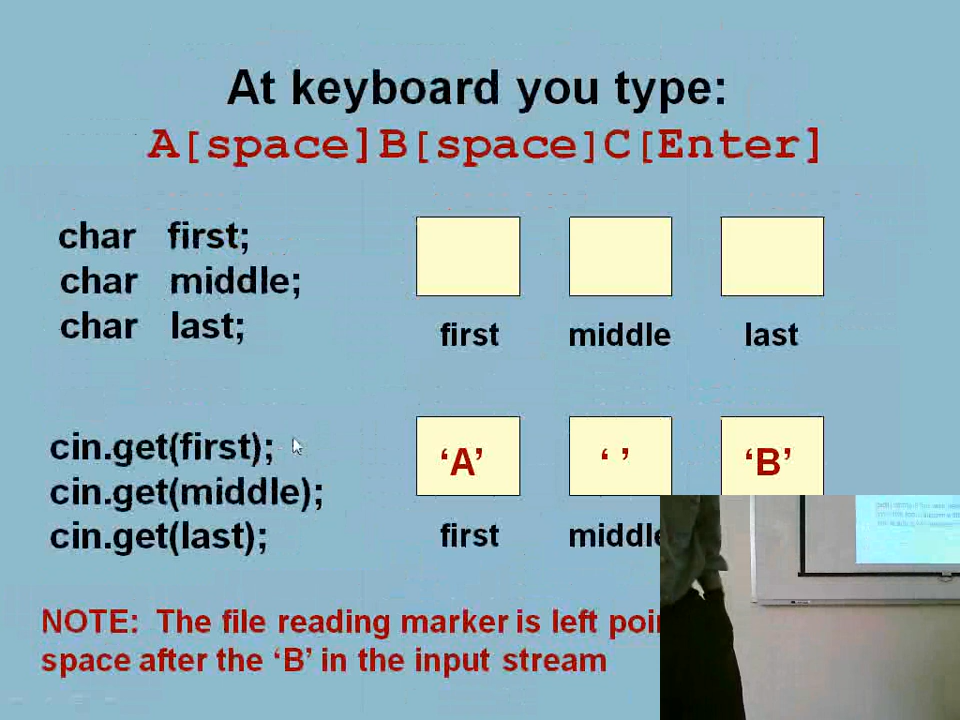 At keyboard you type:
A[space]B[space]C[Enter]
char first;
char middle;
char last;
first middle last
cin.get(first);
cin.get(middle);
cin.get(last);
‘A’ ‘ ’ ‘B’
first
NOTE: The file reading marker is left
space after the ‘B’ in the input stream